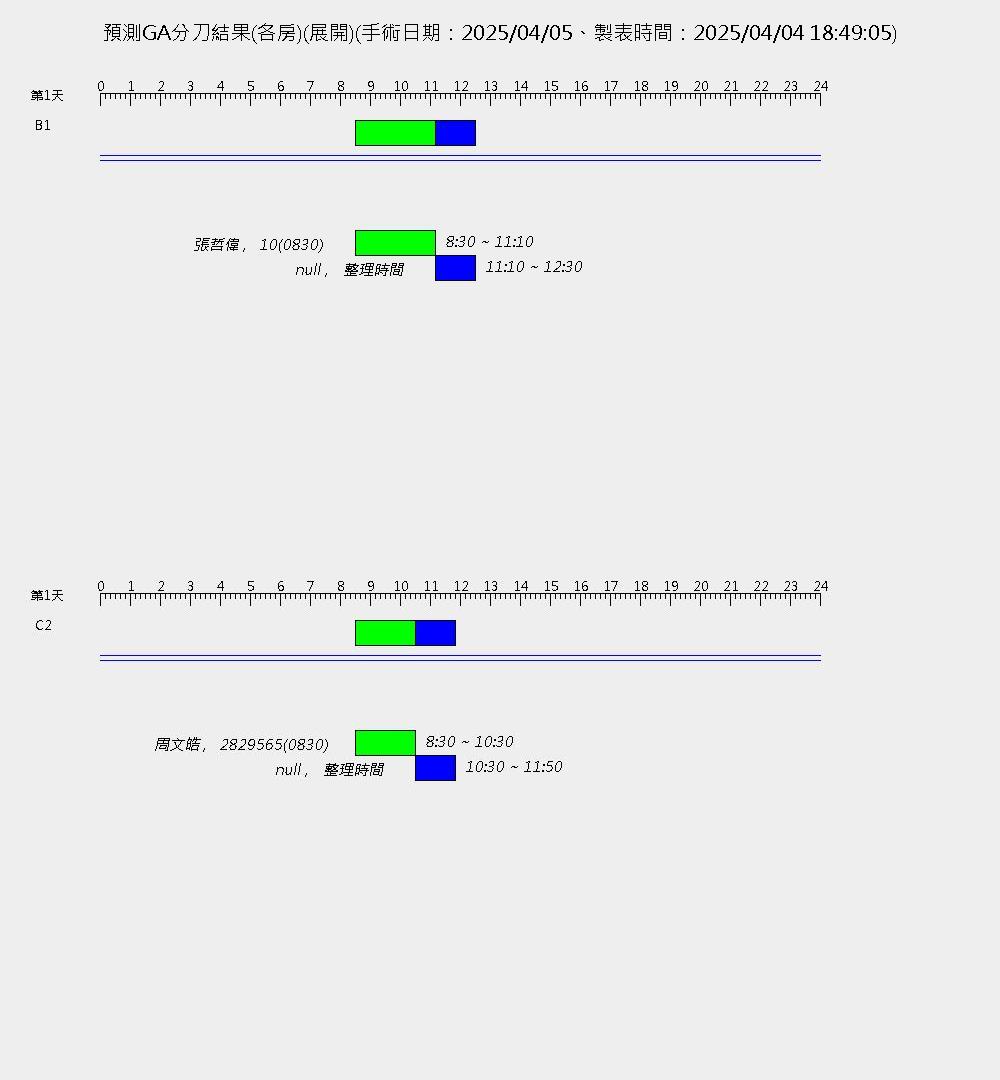 預測GA分刀結果(各房)(展開)(手術日期：2025/04/05、製表時間：2025/04/04 18:49:05)
0 1 2 3 4 5 6 7 8 9 10 11 12 13 14 15 16 17 18 19 20 21 22 23 24
第1天
B1
張哲偉， 10(0830) 8:30 ~ 11:10
null， 整理時間 11:10 ~ 12:30
0 1 2 3 4 5 6 7 8 9 10 11 12 13 14 15 16 17 18 19 20 21 22 23 24
第1天
C2
周文皓， 2829565(0830) 8:30 ~ 10:30
null， 整理時間 10:30 ~ 11:50